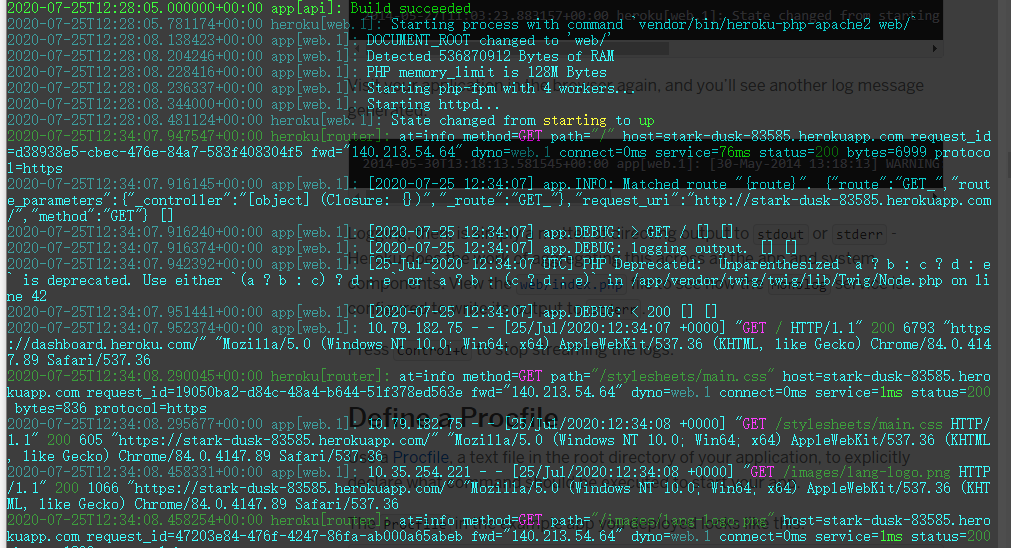 2020-07-25T12:28:05.000000+00:00 app[api]: Build succeeded
2020-07-25T12:28:05.781174+00:00 heroku[web.1]: Starting process with command `vendor/bin/heroku-php-apache2 web/`
2020-07-25T12:28:08.138423+00:00 app[web.1]: DOCUMENT_ROOT changed to 'web/'
2020-07-25T12:28:08.204246+00:00 app[web.1]: Detected 536870912 Bytes of RAM
2020-07-25T12:28:08.228416+00:00 app[web.1]: PHP memory_limit is 128M Bytes
2020-07-25T12:28:08.236337+00:00 app[web.1]: Starting php-fpm with 4 workers...
2020-07-25T12:28:08.344000+00:00 app[web.1]: Starting httpd...
2020-07-25T12:28:08.481124+00:00 heroku[web.1]: State changed from starting to up
2020-07-25T12:34:07.947547+00:00 heroku[router]: at=info method=GET path="/" host=stark-dusk-83585.herokuapp.com request_id
=d38938e5-cbec-476e-84a7-583f408304f5 fwd="140.213.54.64" dyno=web.1 connect=0ms service=76ms status=200 bytes=6999 protoco
l=https
2020-07-25T12:34:07.916145+00:00 app[web.1]: [2020-07-25 12:34:07] app.INFO: Matched route "{route}". {"route":"GET_","rout
e_parameters":{"_controller":"[object] (Closure: {})","_route":"GET_"},"request_uri":"http://stark-dusk-83585.herokuapp.com
/","method":"GET"} []
2020-07-25T12:34:07.916240+00:00 app[web.1]: [2020-07-25 12:34:07] app.DEBUG: > GET / [] []
2020-07-25T12:34:07.916374+00:00 app[web.1]: [2020-07-25 12:34:07] app.DEBUG: logging output. [] []
2020-07-25T12:34:07.942392+00:00 app[web.1]: [25-Jul-2020 12:34:07 UTC] PHP Deprecated:  Unparenthesized `a ? b : c ? d : e
` is deprecated. Use either `(a ? b : c) ? d : e` or `a ? b : (c ? d : e)` in /app/vendor/twig/twig/lib/Twig/Node.php on li
ne 42
2020-07-25T12:34:07.951441+00:00 app[web.1]: [2020-07-25 12:34:07] app.DEBUG: < 200 [] []
2020-07-25T12:34:07.952374+00:00 app[web.1]: 10.79.182.75 - - [25/Jul/2020:12:34:07 +0000] "GET / HTTP/1.1" 200 6793 "https
://dashboard.heroku.com/" "Mozilla/5.0 (Windows NT 10.0; Win64; x64) AppleWebKit/537.36 (KHTML, like Gecko) Chrome/84.0.414
7.89 Safari/537.36
2020-07-25T12:34:08.290045+00:00 heroku[router]: at=info method=GET path="/stylesheets/main.css" host=stark-dusk-83585.hero
kuapp.com request_id=19050ba2-d84c-48a4-b644-51fc378ed63e fwd="140.213.54.64" dyno=web.1 connect=0ms service=1ms status=200
bytes=836 protocol=https
Define a Procfile
2020-07-25T12:34:08.295677+00:00 app[web.1]: 10.79.182.75 - - [25/Jul/2020:12:34:08 +0000] "GET /stylesheets/main.css HTTP/
1.1" 200 605 "https://stark-dusk-83585.herokuapp.com/" "Mozilla/5.0 (Windows NT 10.0; Win64; x64) AppleWebKit/537.36 (KHTML
, like Gecko) Chrome/84.0.4147.89 Safari/537.36
2020-07-25T12:34:08.458331+00:00 app[web.1]: 10.35.254.221 - - [25/Jul/2020:12:34:08 +0000] "GET /images/lang-logo.png HTTP
/1.1" 200 1066 "https://stark-dusk-83585.herokuapp.com/" "Mozilla/5.0 (Windows NT 10.0; Win64; x64) AppleWebKit/537.36 (KHT
ML, like Gecko) Chrome/84.0.4147.89 Safari/537.36
2020-07-25T12:34:08.458254+00:00 heroku[router]: at=info method=GET path="/images/lang-logo.png" host=stark-dusk-83585.hero
kuapp.com request_id=47203e84-476f-4247-86fa-ab000a65abeb fwd="140.213.54.64" dyno=web.1 connect=0ms service=1ms status=200